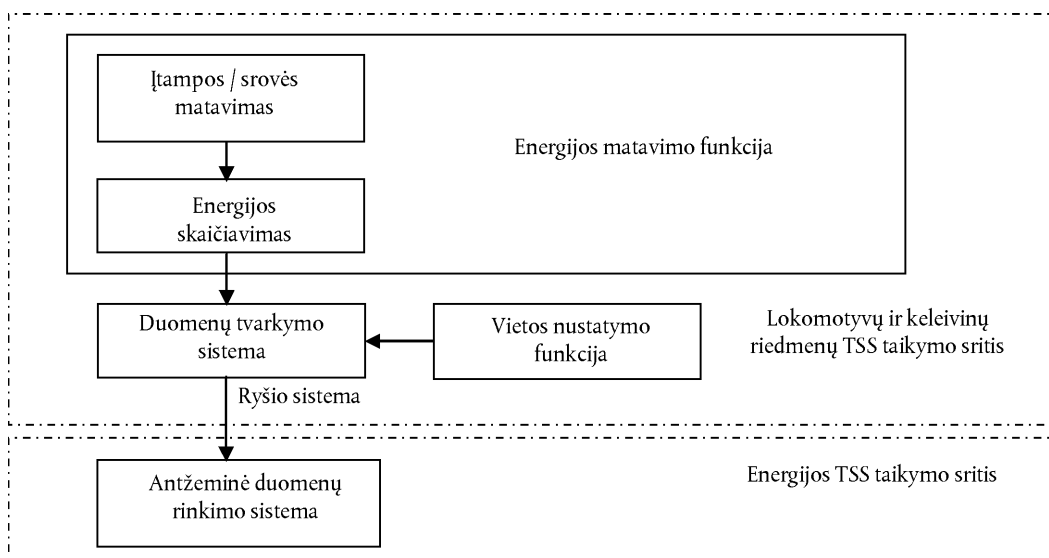 Įtampos / srovės
matavimas
Energijos matavimo funkcija
Energijos
skaičiavimas
Duomenų tvarkymo
sistema
Vietos nustatymo
funkcija
Lokomotyvų ir keleivinų
riedmenų TSS taikymo sritis
Ryšio sistema
Antžeminė duomenų
rinkimo sistema
Energijos TSS taikymo sritis